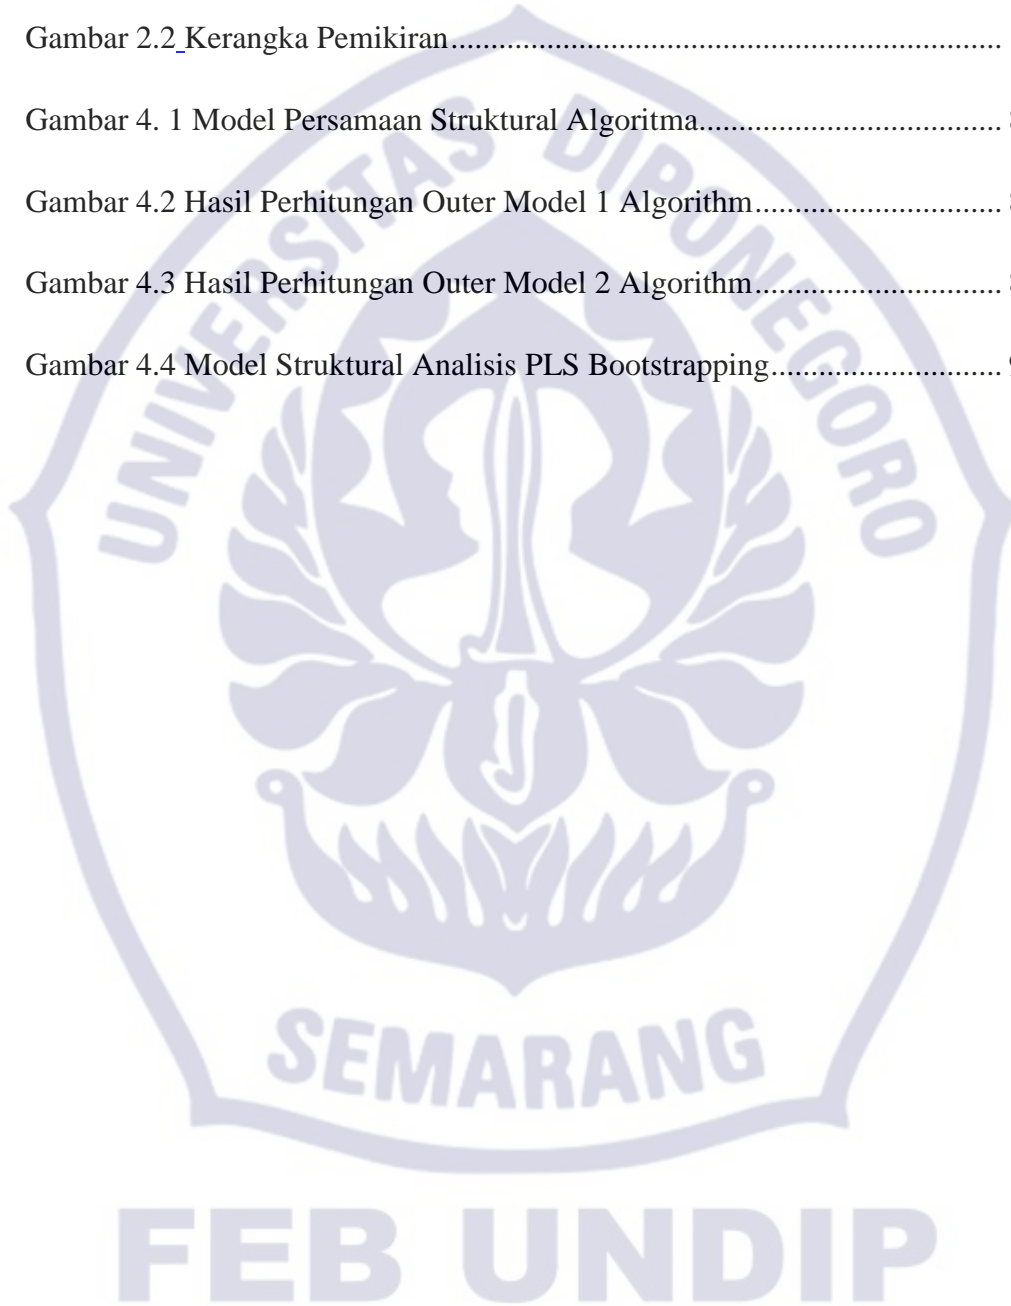 Gambar 2.2 Kerangka Pemikiran......................................................................
Gambar 4. 1 Model Persamaan Struktural Algoritma......................................
Gambar 4.2 Hasil Perhitungan Outer Model 1 Algorithm...............................
Gambar 4.3 Hasil Perhitungan Outer Model 2 Algorithm...............................
Gambar 4.4 Model Struktural Analisis PLS Bootstrapping.............................
UNIVERSITAS DIPONEGORO
SEMARANG
FEB UNDIP